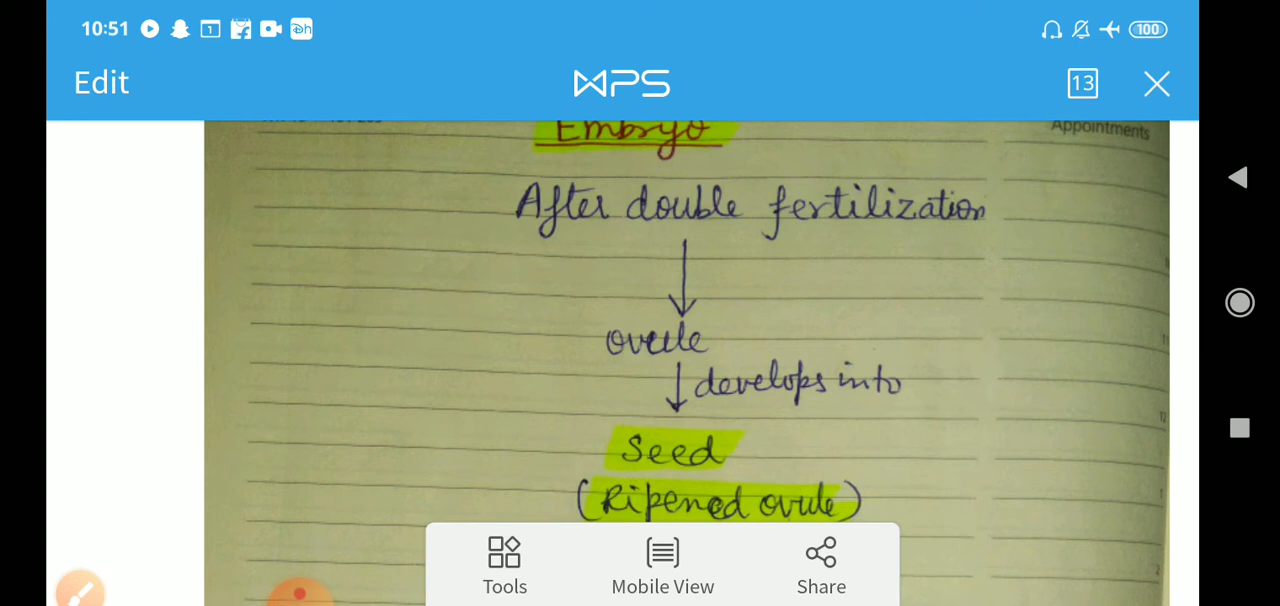 10:51
100
Edit
WPS
13
Appointments
Embryo
After double fertilization
ovule
develops into
Seed
(Ripened ovule)
Tools
Mobile View
Share